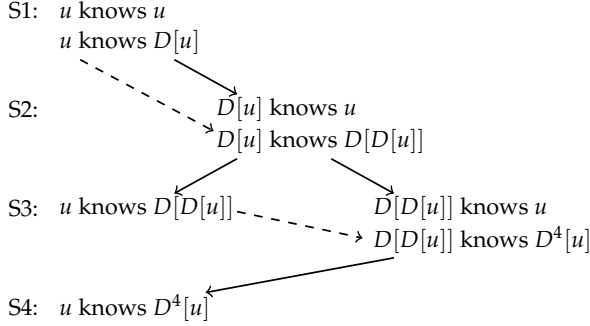 S1: u knows u
u knows D[u]
S2: D[u] knows u
D[u] knows D[D[u]]
S3: u knows D[D[u]] D[D[u]] knows u
D[D[u]] knows D⁴[u]
S4: u knows D⁴[u]